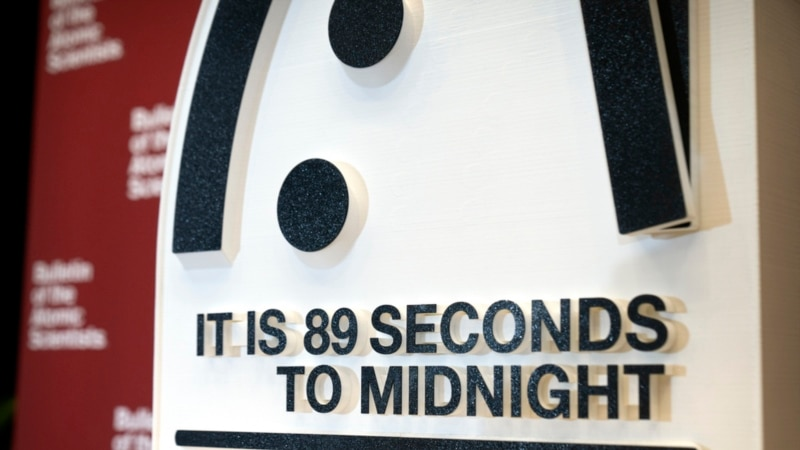 of the
Atomic
Scientists
Bulletin
of the
Atomic
Scientists
Bulletin
of the
Atomic
Scientists
Bulletin
of the
IT IS 89 SECONDS
TO MIDNIGHT